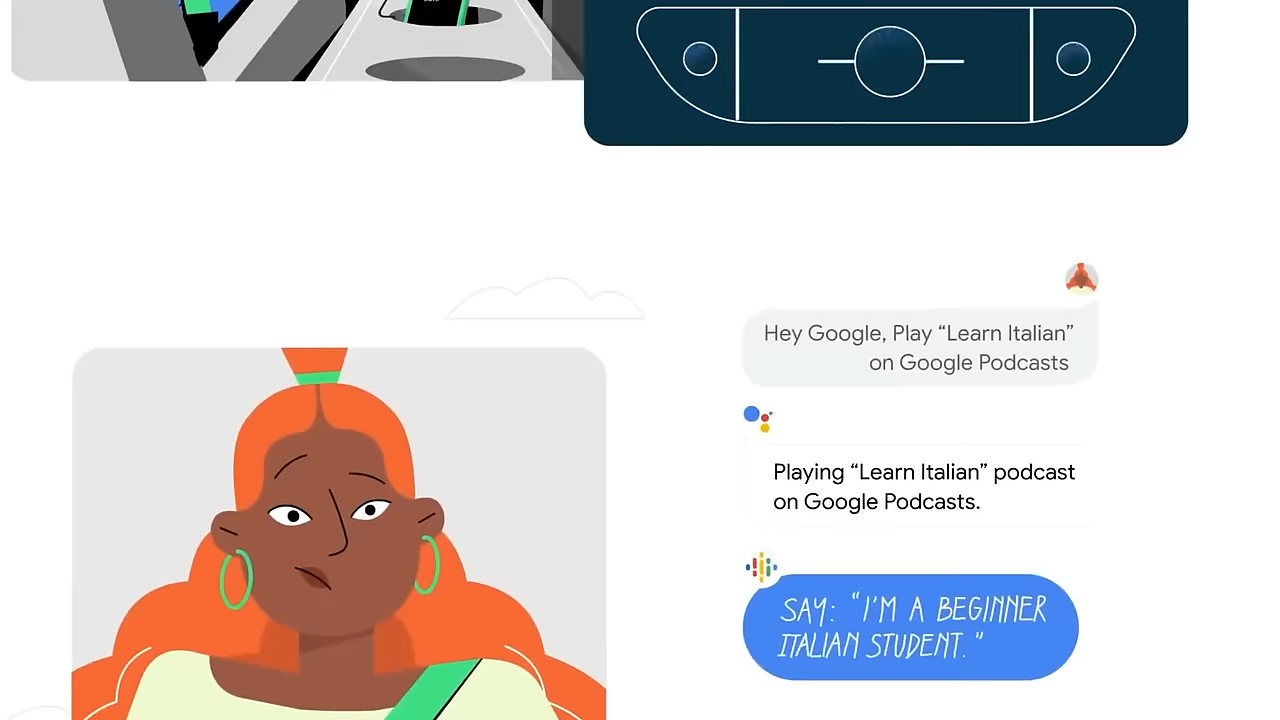 Hey Google, Play “Learn Italian”
on Google Podcasts
Playing “Learn Italian” podcast
on Google Podcasts.
SAY: “I'M A BEGINNER
ITALIAN STUDENT.”